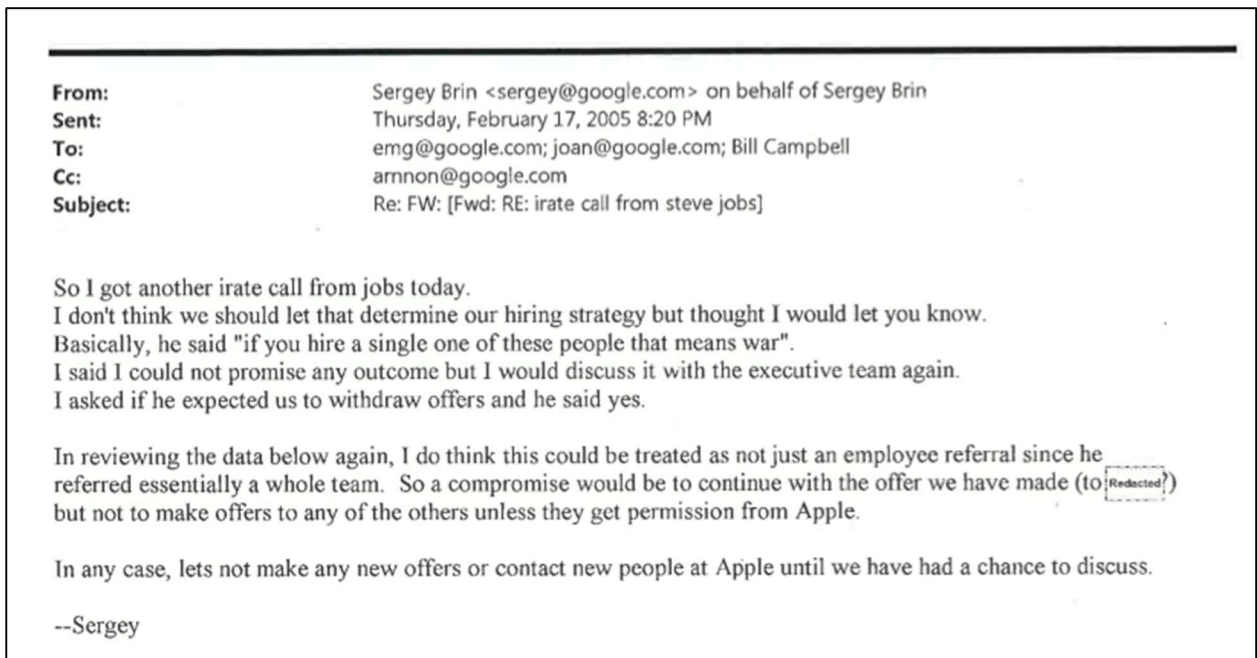 From: Sergey Brin <sergey@google.com> on behalf of Sergey Brin
Sent: Thursday, February 17, 2005 8:20 PM
To: emg@google.com; joan@google.com; Bill Campbell
Cc: arnnon@google.com
Subject: Re: FW: [Fwd: RE: irate call from steve jobs]
So I got another irate call from jobs today.
I don't think we should let that determine our hiring strategy but thought I would let you know.
Basically, he said "if you hire a single one of these people that means war".
I said I could not promise any outcome but I would discuss it with the executive team again.
I asked if he expected us to withdraw offers and he said yes.
In reviewing the data below again, I do think this could be treated as not just an employee referral since he
referred essentially a whole team. So a compromise would be to continue with the offer we have made (to Redacted?)
but not to make offers to any of the others unless they get permission from Apple.
In any case, lets not make any new offers or contact new people at Apple until we have had a chance to discuss.
--Sergey